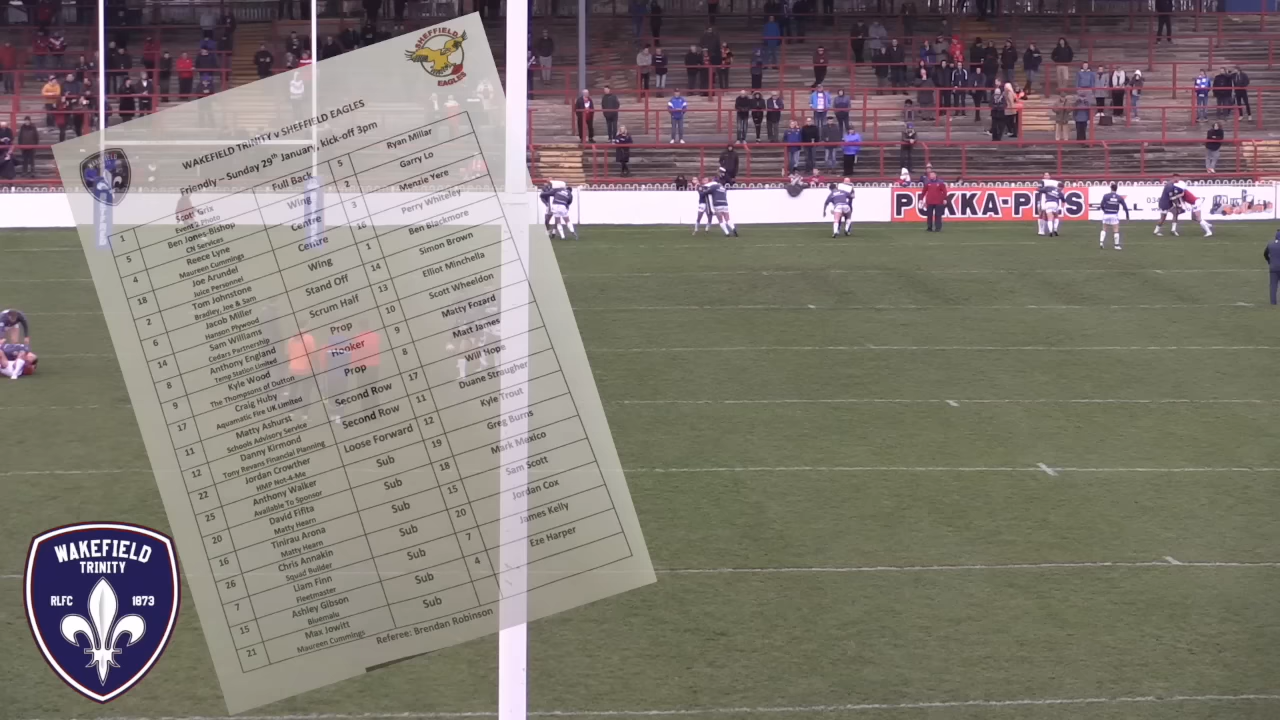 SHEFFIELD EAGLES
WAKEFIELD TRINITY v SHEFFIELD EAGLES
Friendly – Sunday 29th January, kick-off 3pm
1 Scott Grix Full Back 5 Ryan Millar
Event 2 Photo
5 Ben Jones-Bishop Wing 2 Garry Lo
CN Services
4 Reece Lyne Centre 3 Menzie Yere
Maureen Cummings
18 Joe Arundel Centre 16 Perry Whiteley
Juice Personnel
2 Tom Johnstone Wing 1 Ben Blackmore
Bradley, Joe & Sam
6 Jacob Miller Stand Off 14 Simon Brown
Hanson Plywood
14 Sam Williams Scrum Half 13 Elliot Minchella
Cedars Partnership
8 Anthony England Prop 10 Scott Wheeldon
Temp Station Limited
9 Kyle Wood Hooker 9 Matty Fozard
The Thompsons of Dutton
17 Craig Huby Prop 8 Matt James
Aquamatic Fire UK Limited
11 Matty Ashurst Second Row 17 Will Hope
Schools Advisory Service
12 Danny Kirmond Second Row 11 Duane Straugher
Tony Revans Financial Planning
22 Jordan Crowther Loose Forward 12 Kyle Trout
HMP Not-4-Me
25 Anthony Walker Sub 19 Greg Burns
Available To Sponsor
20 David Fifita Sub 18 Mark Mexico
Matty Hearn
16 Tinirau Arona Sub 15 Sam Scott
Matty Hearn
26 Chris Annakin Sub 20 Jordan Cox
Squad Builder
7 Liam Finn Sub 7 James Kelly
Fleetmaster
15 Ashley Gibson Sub 4 Eze Harper
Bluemalu
21 Max Jowitt Sub
Maureen Cummings
Referee: Brendan Robinson
PUKKA-PIES
WAKEFIELD
TRINITY
RLFC 1873